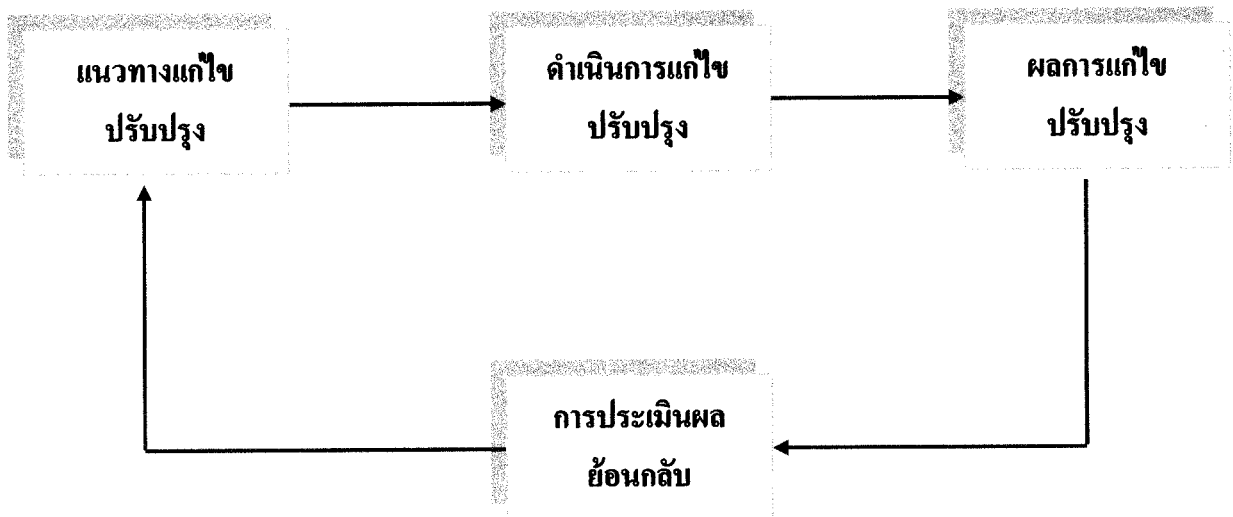 แนวทางแก้ไข
ปรับปรุง
ดำเนินการแก้ไข
ปรับปรุง
ผลการแก้ไข
ปรับปรุง
การประเมินผล
ย้อนกลับ